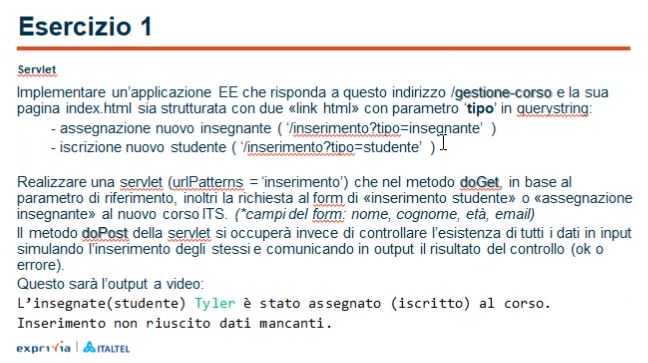 Esercizio 1
Servlet
Implementare un'applicazione EE che risponda a questo indirizzo /gestione-corso e la sua
pagina index.html sia strutturata con due «link html» con parametro 'tipo' in querystring:
- assegnazione nuovo insegnante ( '/inserimento?tipo=insegnante' )
- iscrizione nuovo studente ( '/inserimento?tipo=studente' )
Realizzare una servlet (urlPatterns = 'inserimento') che nel metodo doGet, in base al
parametro di riferimento, inoltri la richiesta al form di «inserimento studente» o «assegnazione
insegnante» al nuovo corso ITS. (*campi del form: nome, cognome, età, email)
Il metodo doPost della servlet si occuperà invece di controllare l'esistenza di tutti i dati in input
simulando l'inserimento degli stessi e comunicando in output il risultato del controllo (ok o
errore).
Questo sarà l'output a video:
L'insegnate(studente) Tyler è stato assegnato (iscritto) al corso.
Inserimento non riuscito dati mancanti.
exprivia | ITALTEL